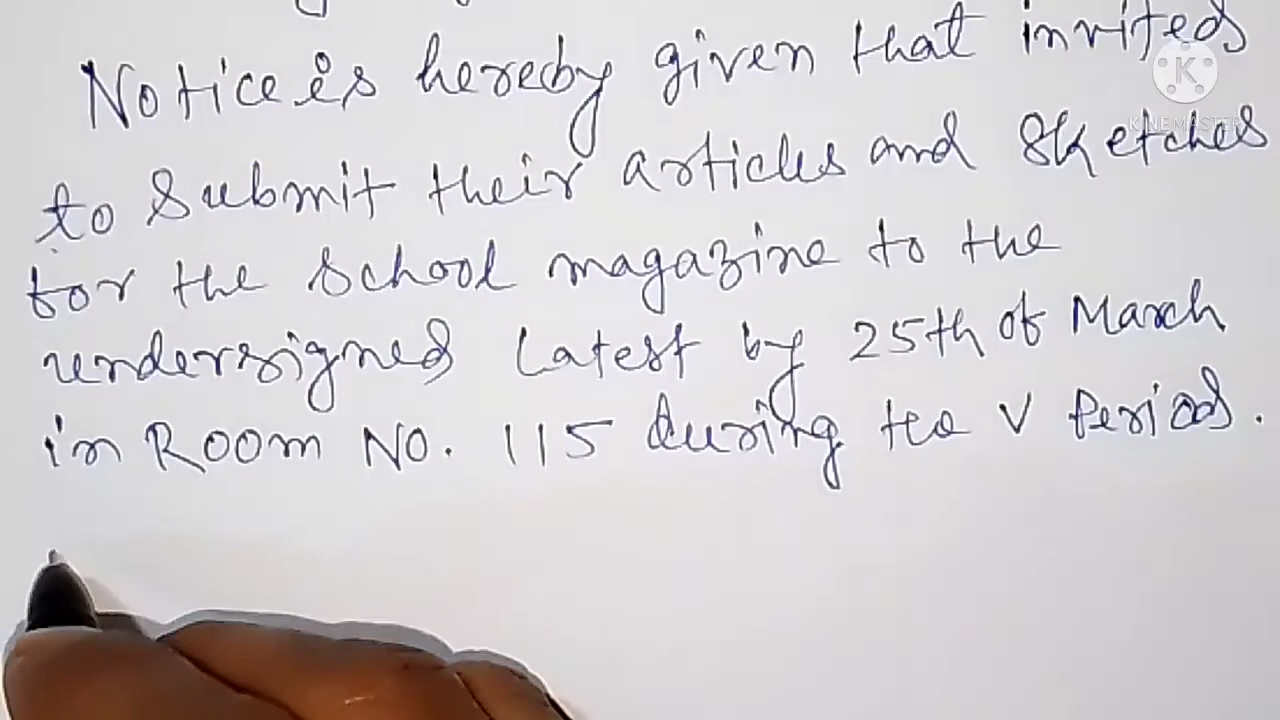 Notice is hereby given that invited
to submit their articles and sketches
for the school magazine to the
undersigned latest by 25th of March
in Room No. 115 during the V Period.
K
KINEMASTER